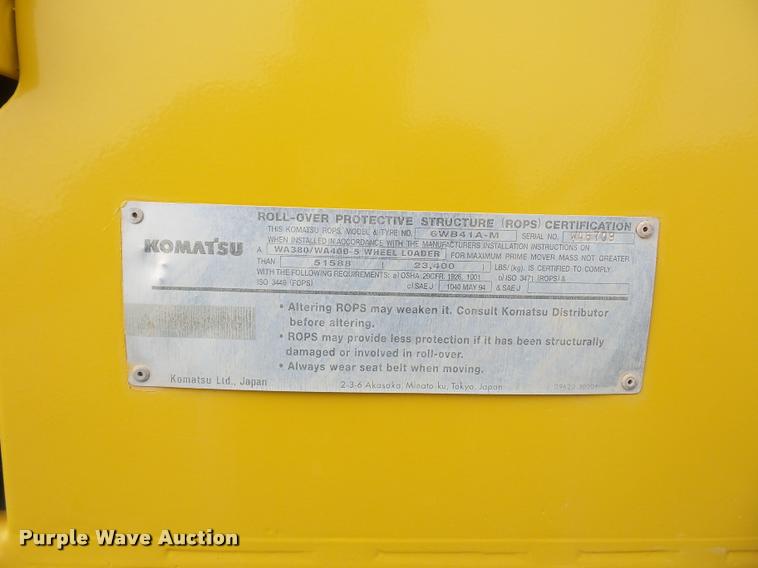 ROLL-OVER PROTECTIVE STRUCTURE (ROPS) CERTIFICATION
THIS KOMATSU ROPS, MODEL & TYPE NO. 6WB41A-M SERIAL NO.
KOMATSU
WHEN INSTALLED IN ACCORDANCE WITH THE MANUFACTURERS INSTALLATION INSTRUCTIONS ON
A WA380/WA400-5 WHEEL LOADER FOR MAXIMUM PRIME MOVER MASS NOT GREATER
THAN 51588 23,400 LBS/(kg), IS CERTIFIED TO COMPLY
WITH THE FOLLOWING REQUIREMENTS: a) OSHA 29CFR, 1926, 1001 b) ISO 3471 (ROPS) &
ISO 3449 (FOPS) c) SAE J 1040 MAY 94 & SAE J
• Altering ROPS may weaken it. Consult Komatsu Distributor
before altering.
• ROPS may provide less protection if it has been structurally
damaged or involved in roll-over.
• Always wear seat belt when moving.
Komatsu Ltd., Japan 2-3-6 Akasaka, Minato-ku, Tokyo, Japan
Purple Wave Auction